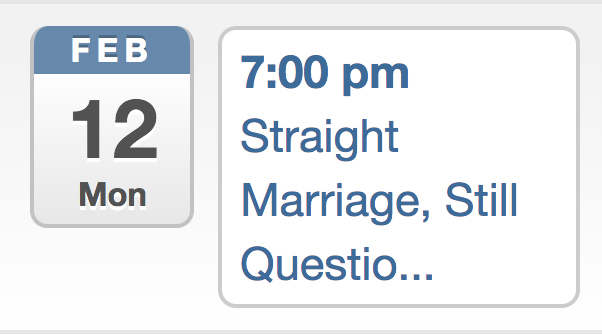 FEB
12
Mon
7:00 pm
Straight
Marriage, Still
Questio...